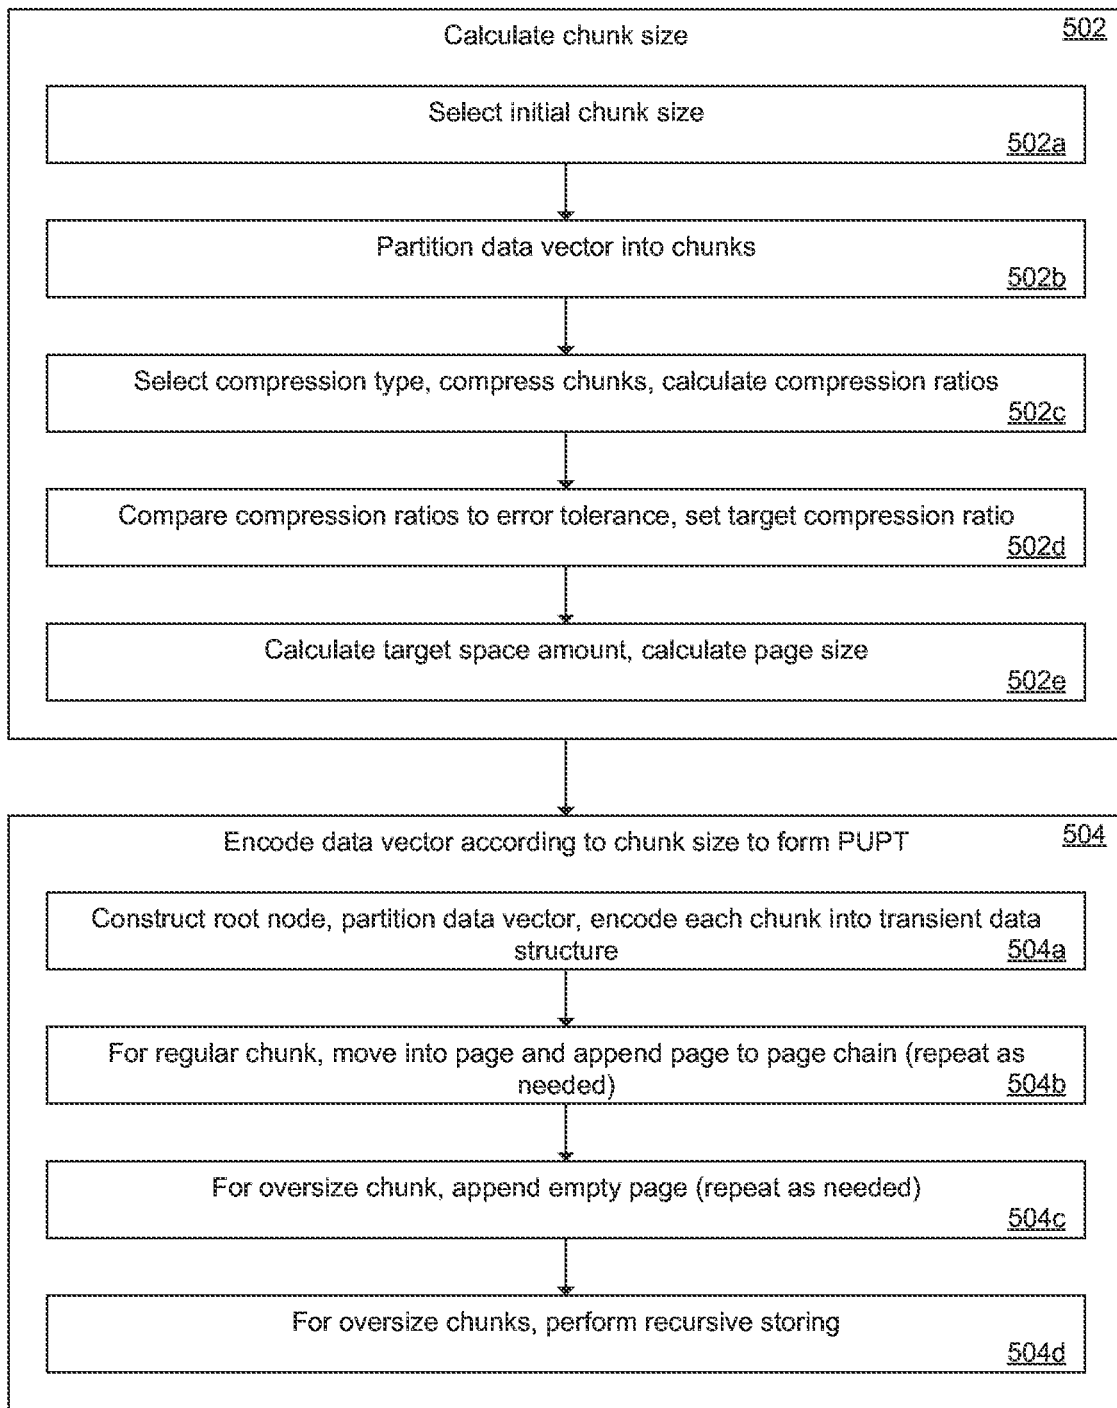 Calculate chunk size
502
Select initial chunk size
502a
Partition data vector into chunks
502b
Select compression type, compress chunks, calculate compression ratios
502c
Compare compression ratios to error tolerance, set target compression ratio
502d
Calculate target space amount, calculate page size
502e
Encode data vector according to chunk size to form PUPT
504
Construct root node, partition data vector, encode each chunk into transient data
structure
504a
For regular chunk, move into page and append page to page chain (repeat as
needed)
504b
For oversize chunk, append empty page (repeat as needed)
504c
For oversize chunks, perform recursive storing
504d